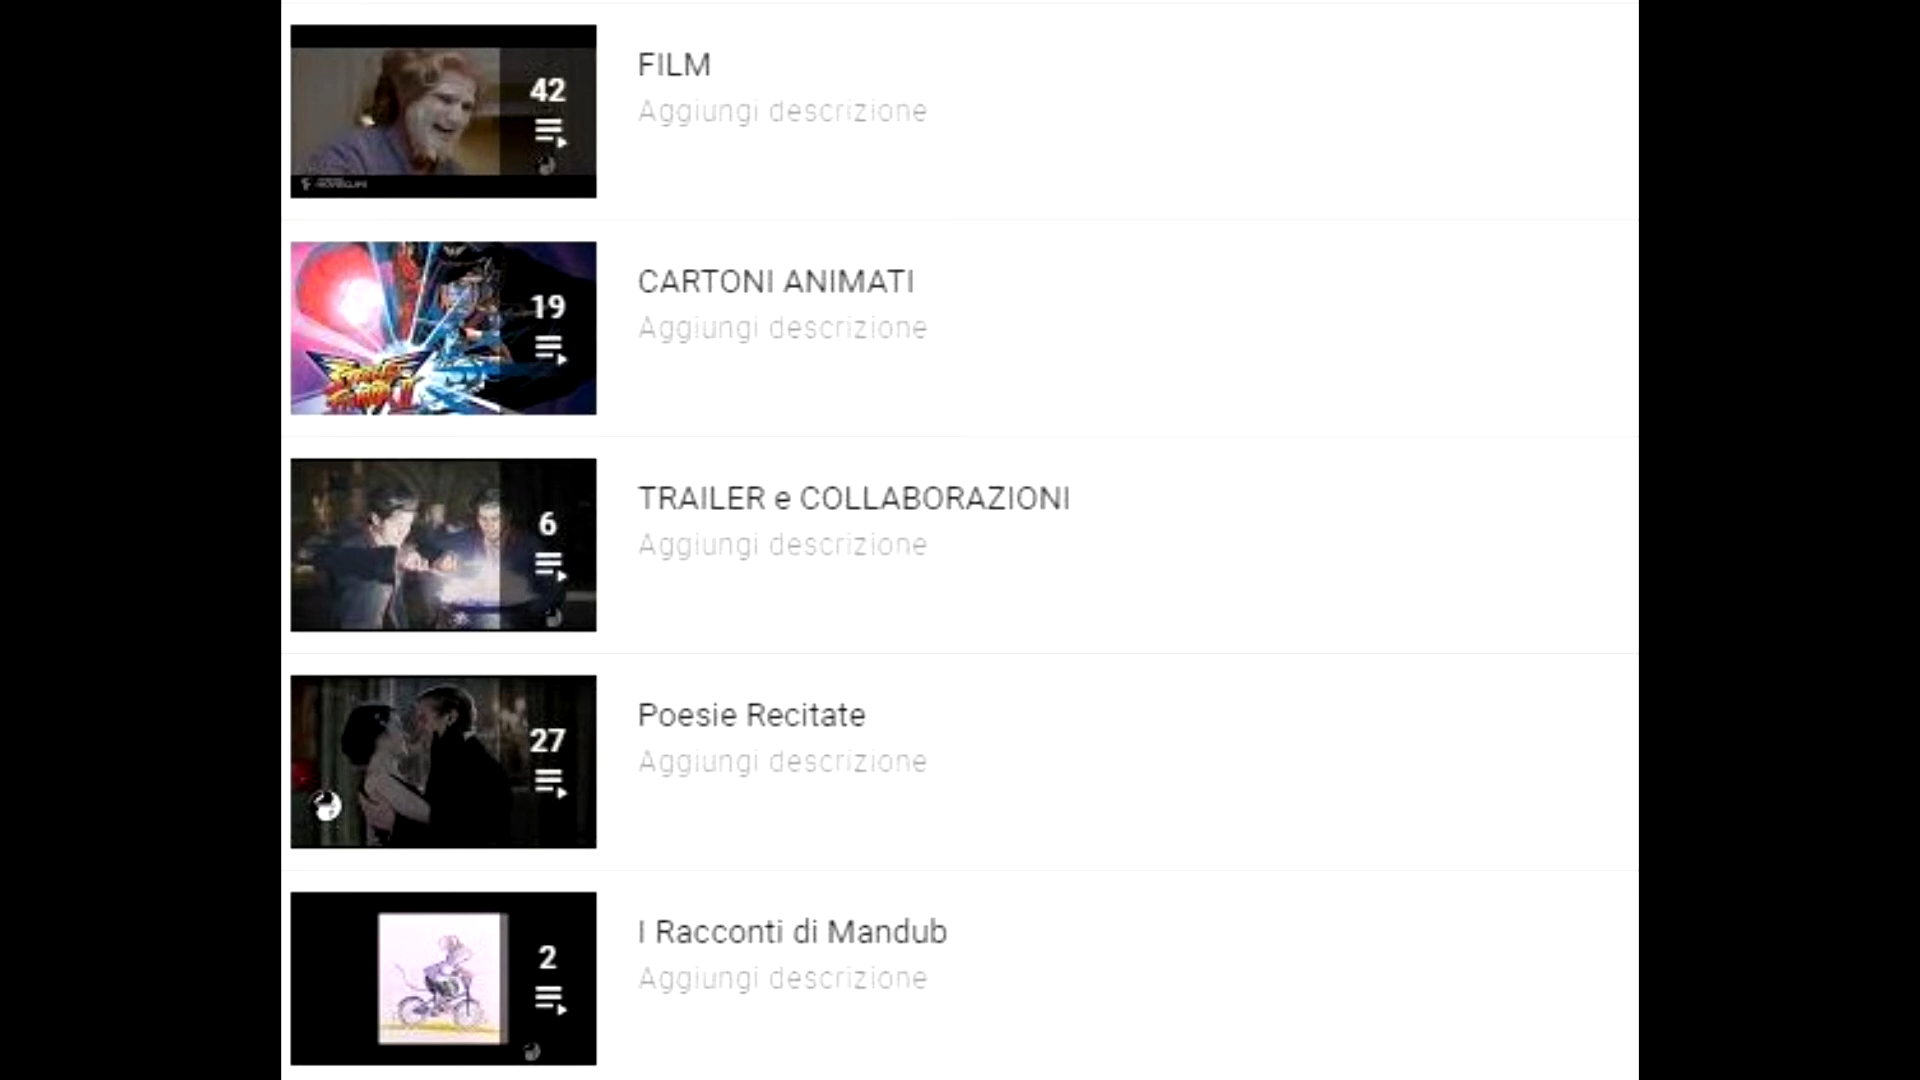 42
FILM
Aggiungi descrizione
19
CARTONI ANIMATI
Aggiungi descrizione
6
TRAILER e COLLABORAZIONI
Aggiungi descrizione
27
Poesie Recitate
Aggiungi descrizione
2
I Racconti di Mandub
Aggiungi descrizione